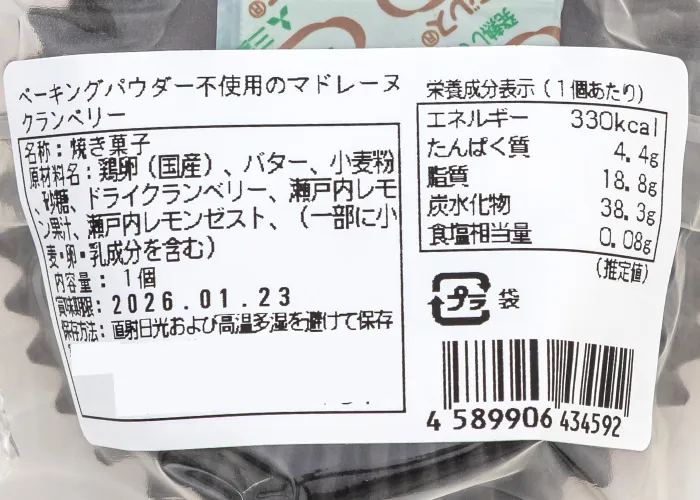 ベーキングパウダー不使用のマドレーヌ
クランベリー
名称：焼き菓子
原材料名：鶏卵（国産）、バター、小麦粉
、砂糖、ドライクランベリー、瀬戸内レモ
ン果汁、瀬戸内レモンゼスト、（一部に小
麦・卵・乳成分を含む）
内容量：1個
賞味期限：2026.01.23
保存方法：直射日光および高温多湿を避けて保存
栄養成分表示（1個あたり）
エネルギー 330kcal
たんぱく質 4.4g
脂質 18.8g
炭水化物 38.3g
食塩相当量 0.08g
（推定値）
プラ 袋
4 589906 434592